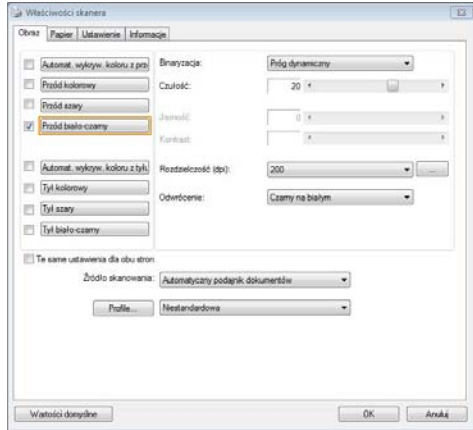 Właściwości skanera
Obraz Papier Ustawienie Informacje
Automat. wykryw. koloru z prz
Przód kolorowy
Przód szary
Przód biało-czarny
Automat. wykryw. koloru z tyłu
Tył kolorowy
Tył szary
Tył biało-czarny
Binaryzacja: Próg dynamiczny
Czułość: 20
Jasność: 0
Kontrast:
Rozdzielczość (dpi): 200 ...
Odwrócenie: Czarny na białym
Te same ustawienia dla obu stron
Źródło skanowania: Automatyczny podajnik dokumentów
Profile... Niestandardowa
Wartości domyślne OK Anuluj